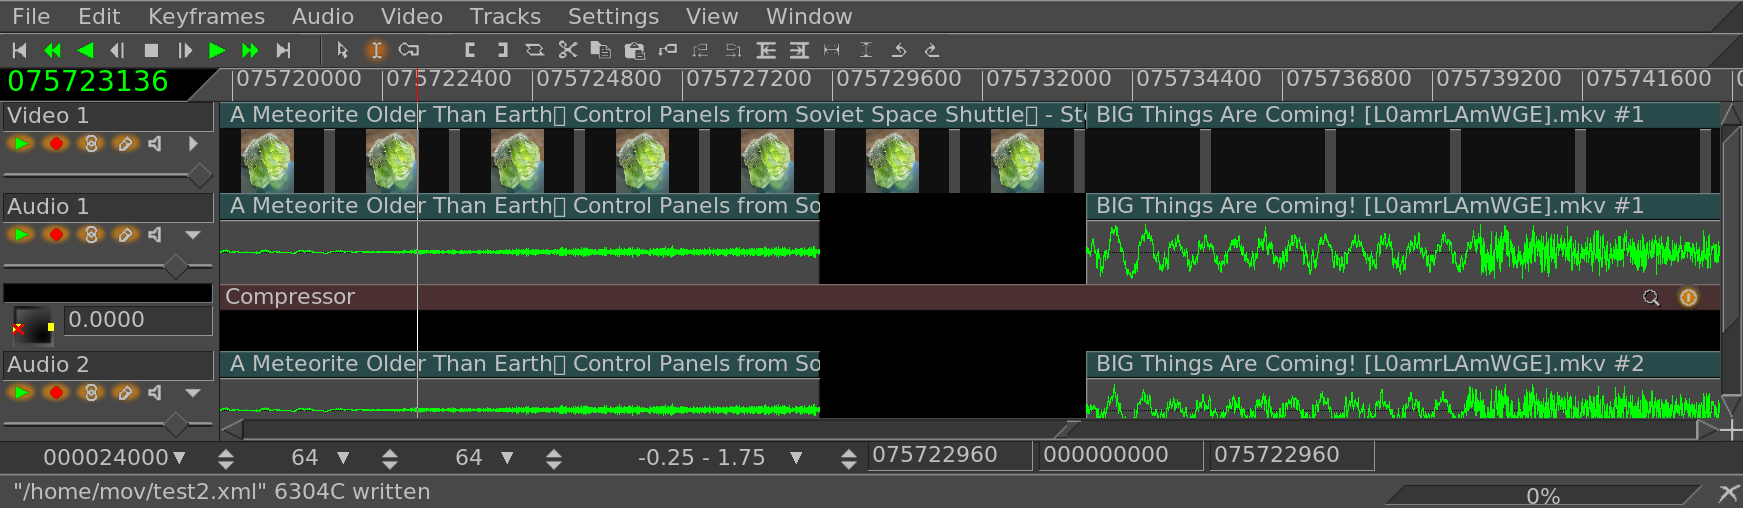 File Edit Keyframes Audio Video Tracks Settings View Window
075723136 075720000 075722400 075724800 075727200 075729600 075732000 075734400 075736800 075739200 075741600
Video 1
A Meteorite Older Than Earth▯ Control Panels from Soviet Space Shuttle▯ - St BIG Things Are Coming! [L0amrLAmWGE].mkv #1
Audio 1
A Meteorite Older Than Earth▯ Control Panels from So BIG Things Are Coming! [L0amrLAmWGE].mkv #1
Compressor
0.0000
Audio 2
A Meteorite Older Than Earth▯ Control Panels from So BIG Things Are Coming! [L0amrLAmWGE].mkv #2
000024000 64 64 -0.25 - 1.75 075722960 000000000 075722960
"/home/mov/test2.xml" 6304C written
0%